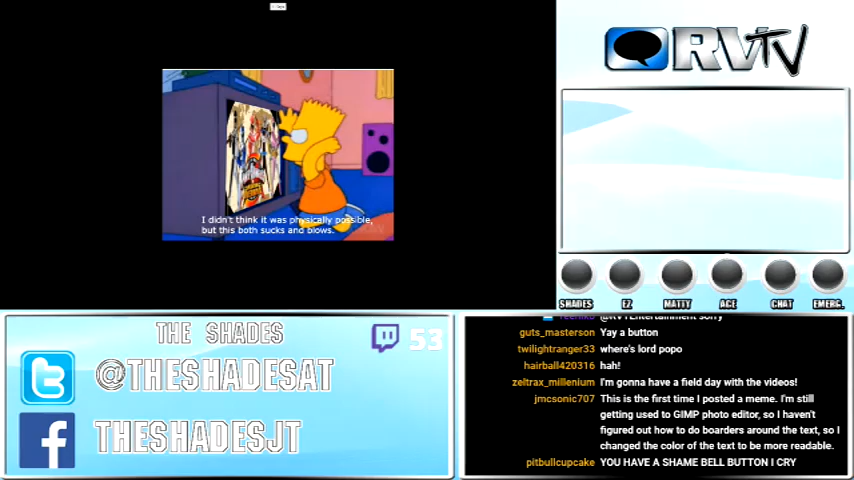 RVTV
I didn't think it was physically possible,
but this both sucks and blows.
SHADES EZ MATTY ACE CHAT EMERG.
THE SHADES
53
@THESHADESAT
THESHADESJT
@RVTEntertainment sorry
guts_masterson Yay a button
twilightranger33 where's lord popo
hairball420316 hah!
zeltrax_millenium I'm gonna have a field day with the videos!
jmcsonic707 This is the first time I posted a meme. I'm still
getting used to GIMP photo editor, so I haven't
figured out how to do boarders around the text, so I
changed the color of the text to be more readable.
pitbullcupcake YOU HAVE A SHAME BELL BUTTON I CRY